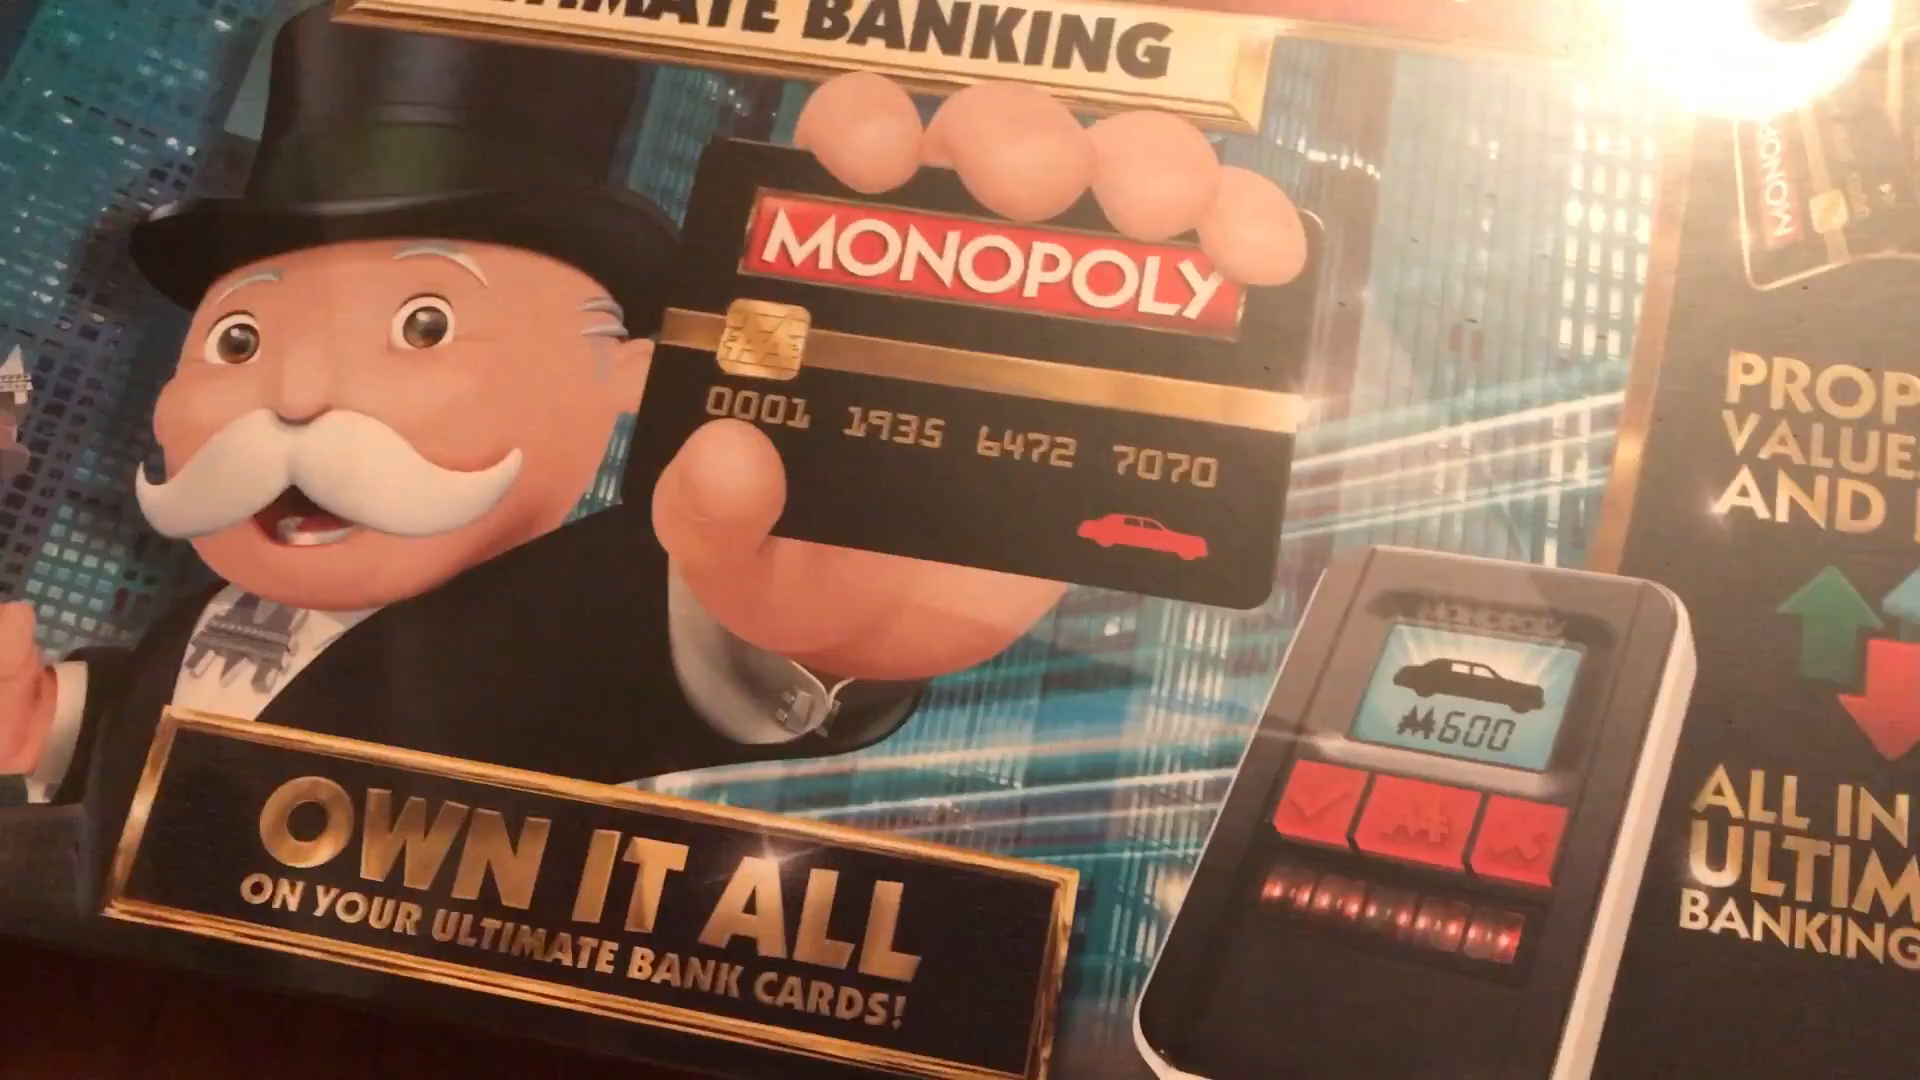 BANKING
MONOPOLY
0001 1935 6472 7070
MONOPOLY
600
OWN IT ALL
ON YOUR ULTIMATE BANK CARDS!
MONOPOLY
PROP
VALUE
AND
ALL IN
ULTIM
BANKING